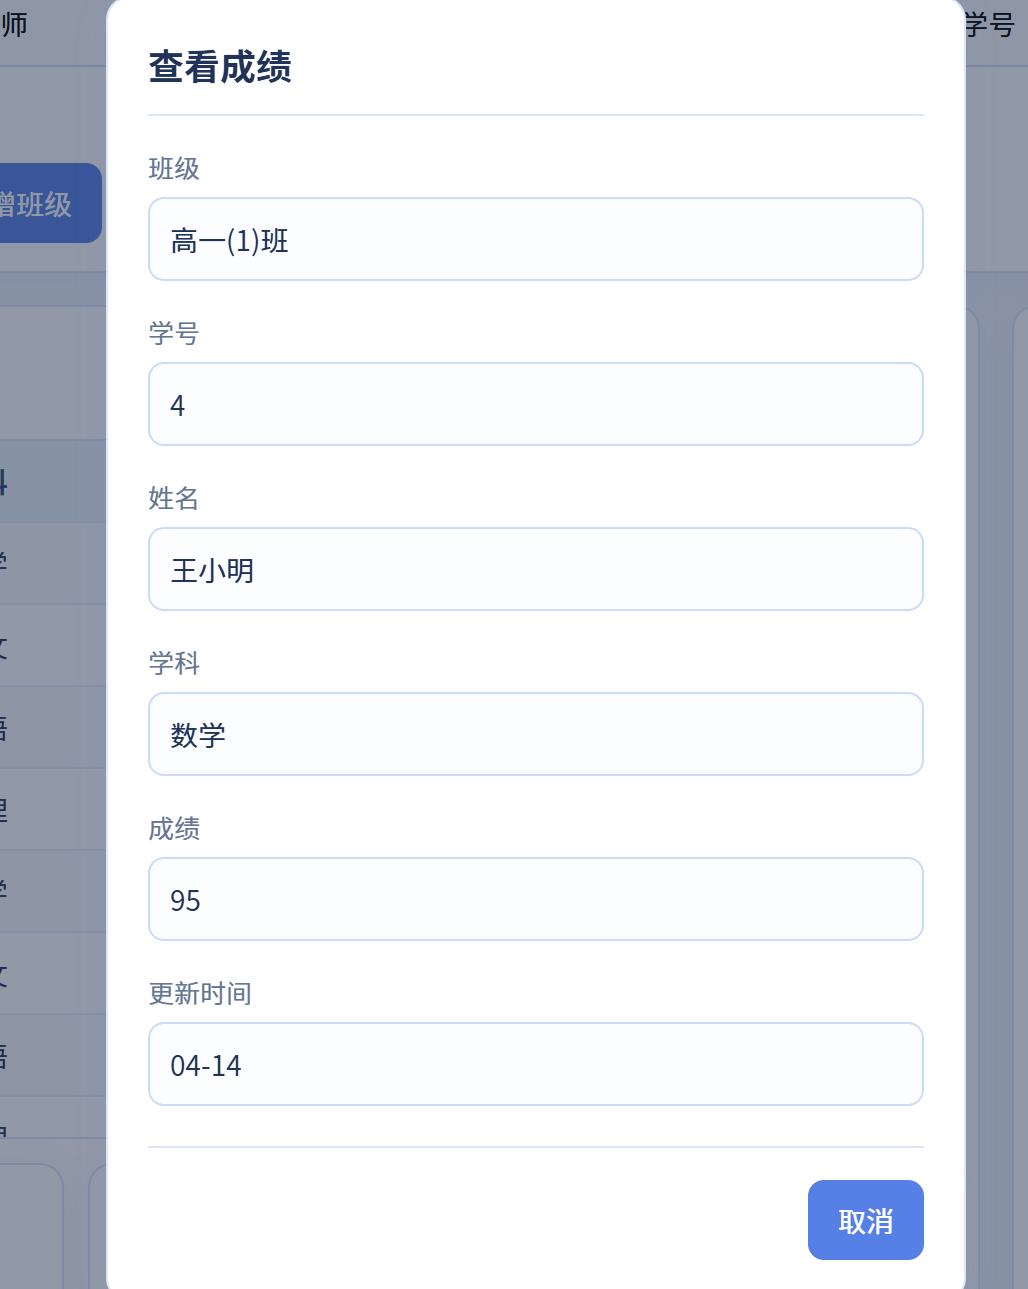 师
学号
查看成绩
班级
增班级
高一(1)班
学号
4
姓名
王小明
学科
数学
成绩
95
更新时间
04-14
取消